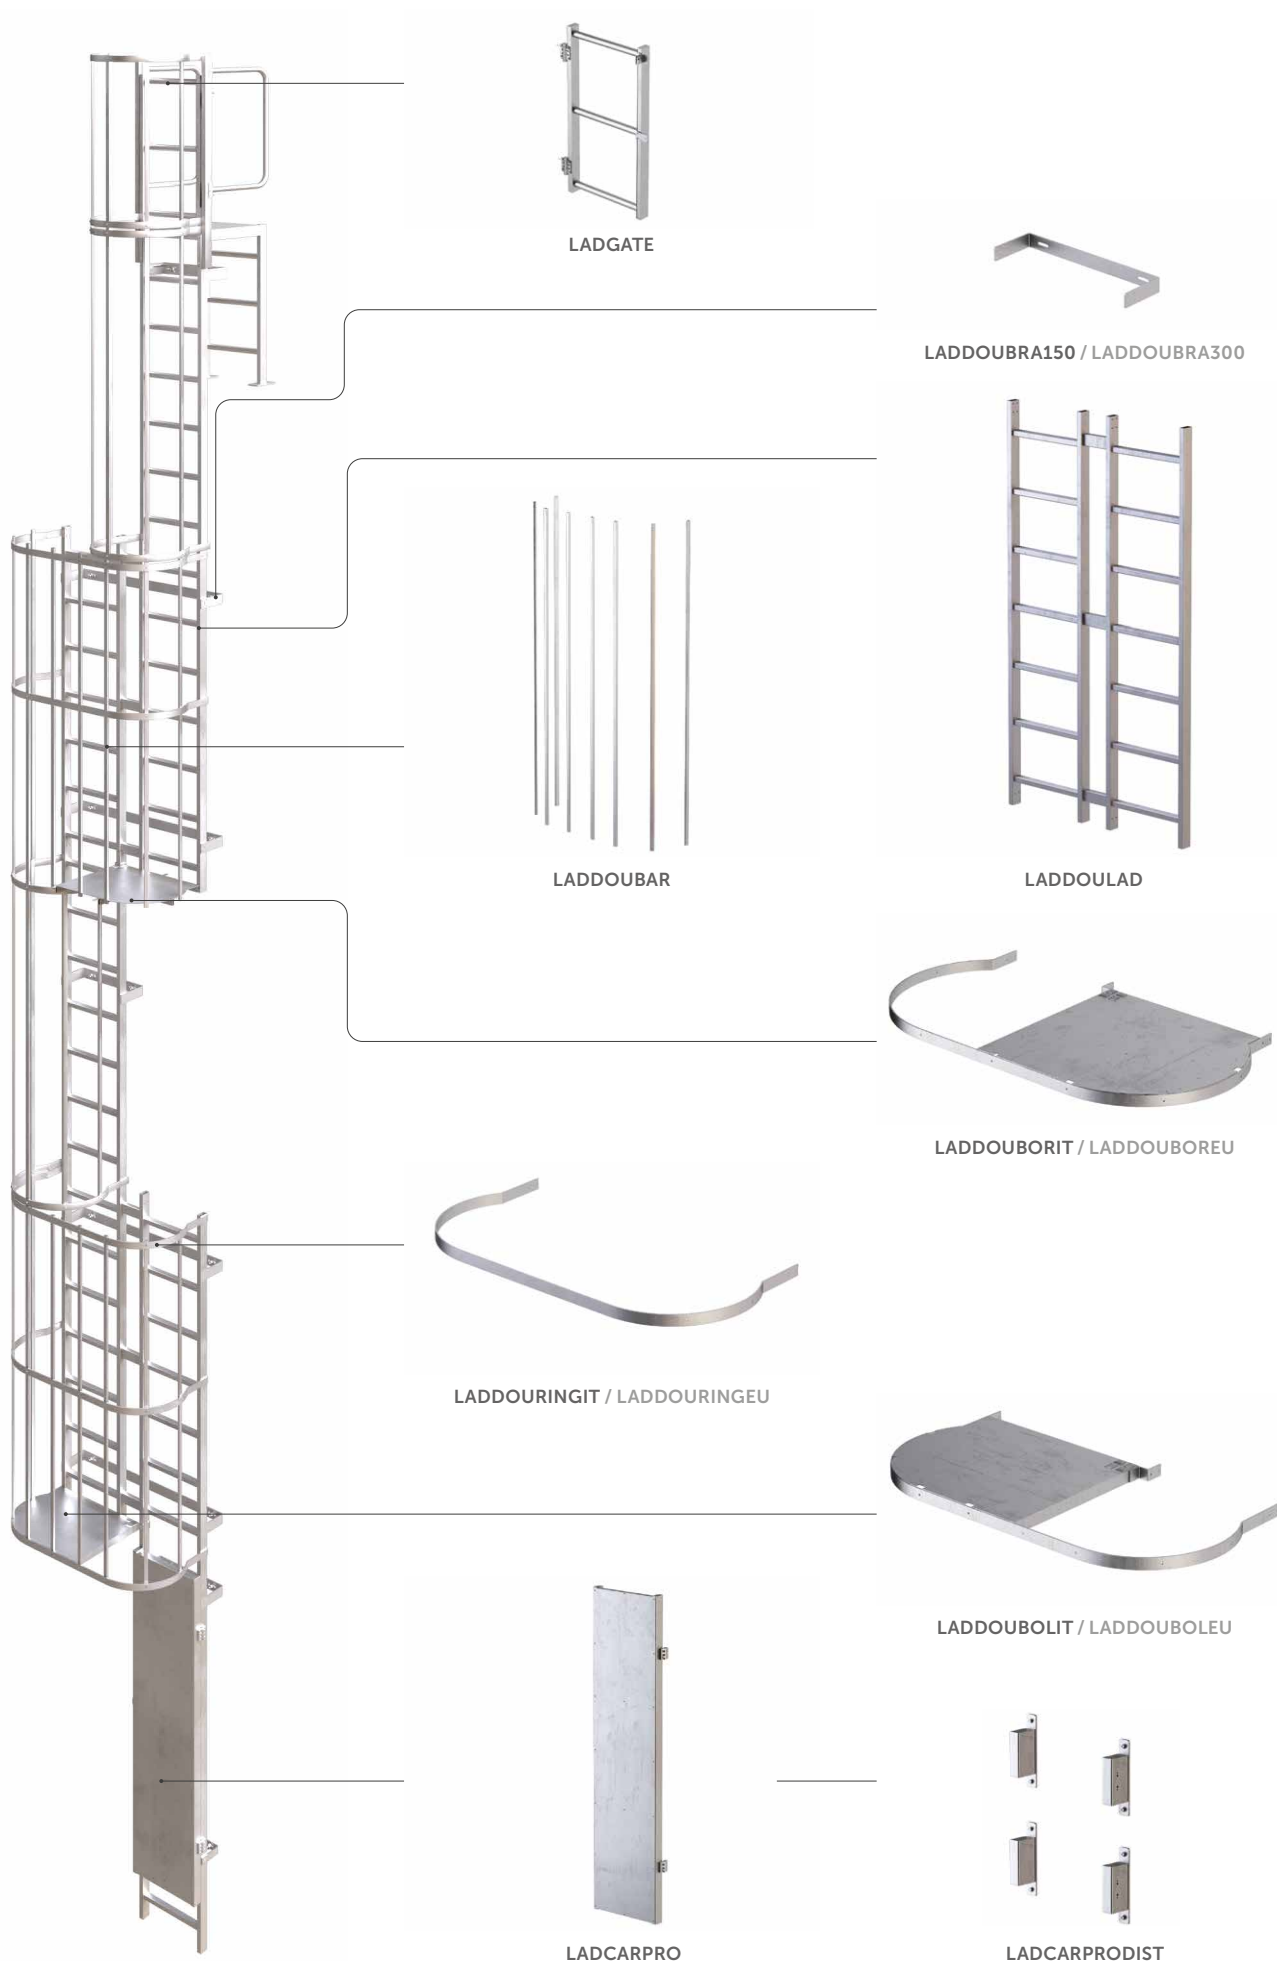 LADGATE
LADDOUBRA150 / LADDOUBRA300
LADDOUBAR
LADDOULAD
LADDOUBORIT / LADDOUBOREU
LADDOURINGIT / LADDOURINGEU
LADDOUBOLIT / LADDOUBOLEU
LADCARPRO
LADCARPRODIST